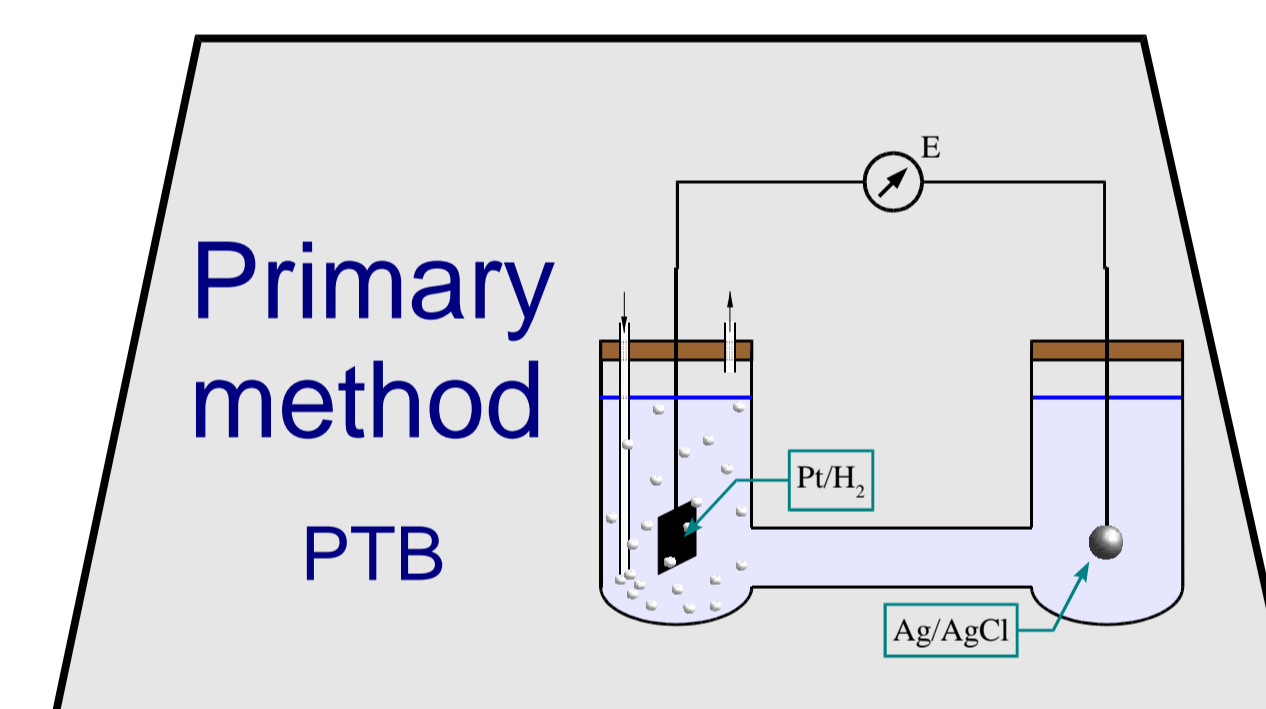 Primary
method
PTB
E
Pt/H₂
Ag/AgCl